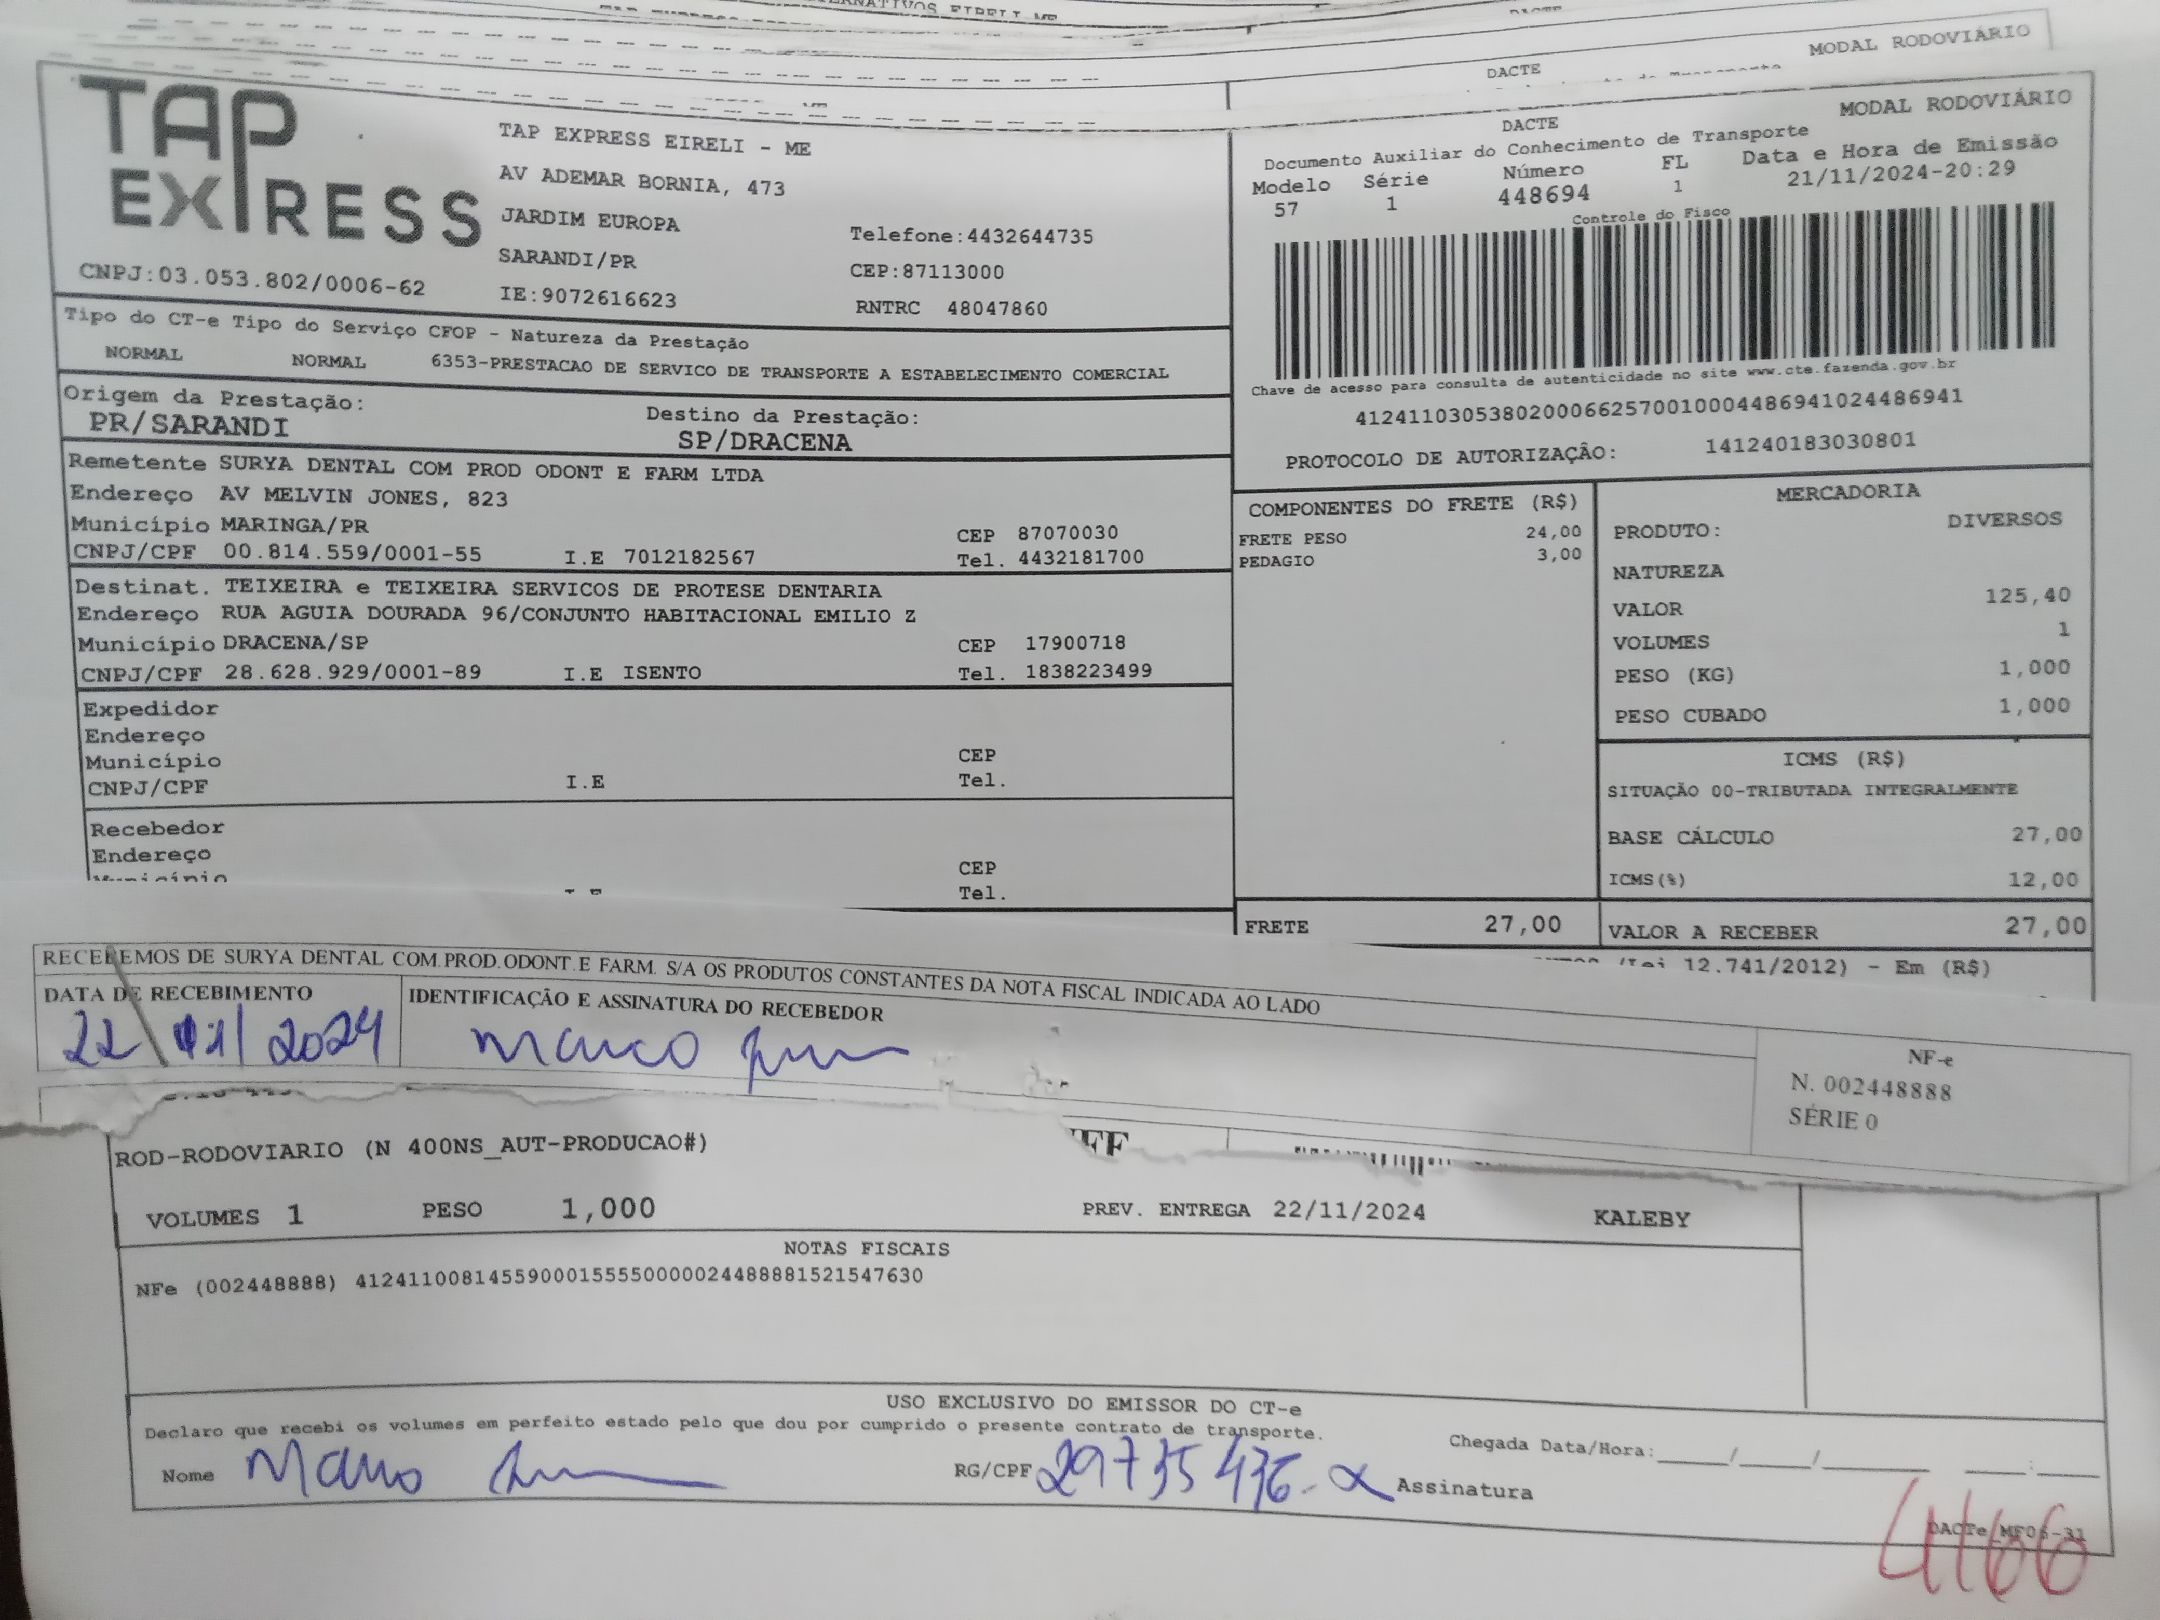 DACTE
MODAL RODOVIÁRIO
TAP
EXPRESS
CNPJ:03.053.802/0006-62
TAP EXPRESS EIRELI - ME
AV ADEMAR BORNIA, 473
JARDIM EUROPA
SARANDI/PR
IE:9072616623
Telefone:4432644735
CEP:87113000
RNTRC 48047860
MODAL RODOVIÁRIO
DACTE
Documento Auxiliar do Conhecimento de Transporte
Modelo Série Número FL Data e Hora de Emissão
57 1 448694 1 21/11/2024-20:29
Controle do Fisco
Chave de acesso para consulta de autenticidade no site www.cte.fazenda.gov.br
41241103053802000662570010004486941024486941
PROTOCOLO DE AUTORIZAÇÃO: 141240183030801
Tipo do CT-e Tipo do Serviço CFOP - Natureza da Prestação
NORMAL NORMAL 6353-PRESTACAO DE SERVICO DE TRANSPORTE A ESTABELECIMENTO COMERCIAL
Origem da Prestação: Destino da Prestação:
PR/SARANDI SP/DRACENA
Remetente SURYA DENTAL COM PROD ODONT E FARM LTDA
Endereço AV MELVIN JONES, 823
Município MARINGA/PR CEP 87070030
CNPJ/CPF 00.814.559/0001-55 I.E 7012182567 Tel. 4432181700
Destinat. TEIXEIRA e TEIXEIRA SERVICOS DE PROTESE DENTARIA
Endereço RUA AGUIA DOURADA 96/CONJUNTO HABITACIONAL EMILIO Z
Município DRACENA/SP CEP 17900718
CNPJ/CPF 28.628.929/0001-89 I.E ISENTO Tel. 1838223499
Expedidor
Endereço
Município CEP
CNPJ/CPF I.E Tel.
Recebedor
Endereço CEP
Município
Tel.
COMPONENTES DO FRETE (R$)
FRETE PESO 24,00
PEDAGIO 3,00
FRETE 27,00
MERCADORIA
PRODUTO: DIVERSOS
NATUREZA
VALOR 125,40
VOLUMES 1
PESO (KG) 1,000
PESO CUBADO 1,000
ICMS (R$)
SITUAÇÃO 00-TRIBUTADA INTEGRALMENTE
BASE CÁLCULO 27,00
ICMS(%) 12,00
VALOR A RECEBER 27,00
(Lei 12.741/2012) - Em (R$)
RECEBEMOS DE SURYA DENTAL COM.PROD.ODONT.E FARM. S/A OS PRODUTOS CONSTANTES DA NOTA FISCAL INDICADA AO LADO
DATA DE RECEBIMENTO IDENTIFICAÇÃO E ASSINATURA DO RECEBEDOR
22/11/2024
NF-e
N. 002448888
SÉRIE 0
ROD-RODOVIARIO (N 400NS_AUT-PRODUCAO#)
VOLUMES 1 PESO 1,000 PREV. ENTREGA 22/11/2024 KALEBY
NOTAS FISCAIS
NFe (002448888) 41241100814559000155550000024488881521547630
USO EXCLUSIVO DO EMISSOR DO CT-e
Declaro que recebi os volumes em perfeito estado pelo que dou por cumprido o presente contrato de transporte.
Chegada Data/Hora:_____/_____/_______ ____:____
Nome RG/CPF 29735436-x Assinatura
DACTe_MF06-31
4166